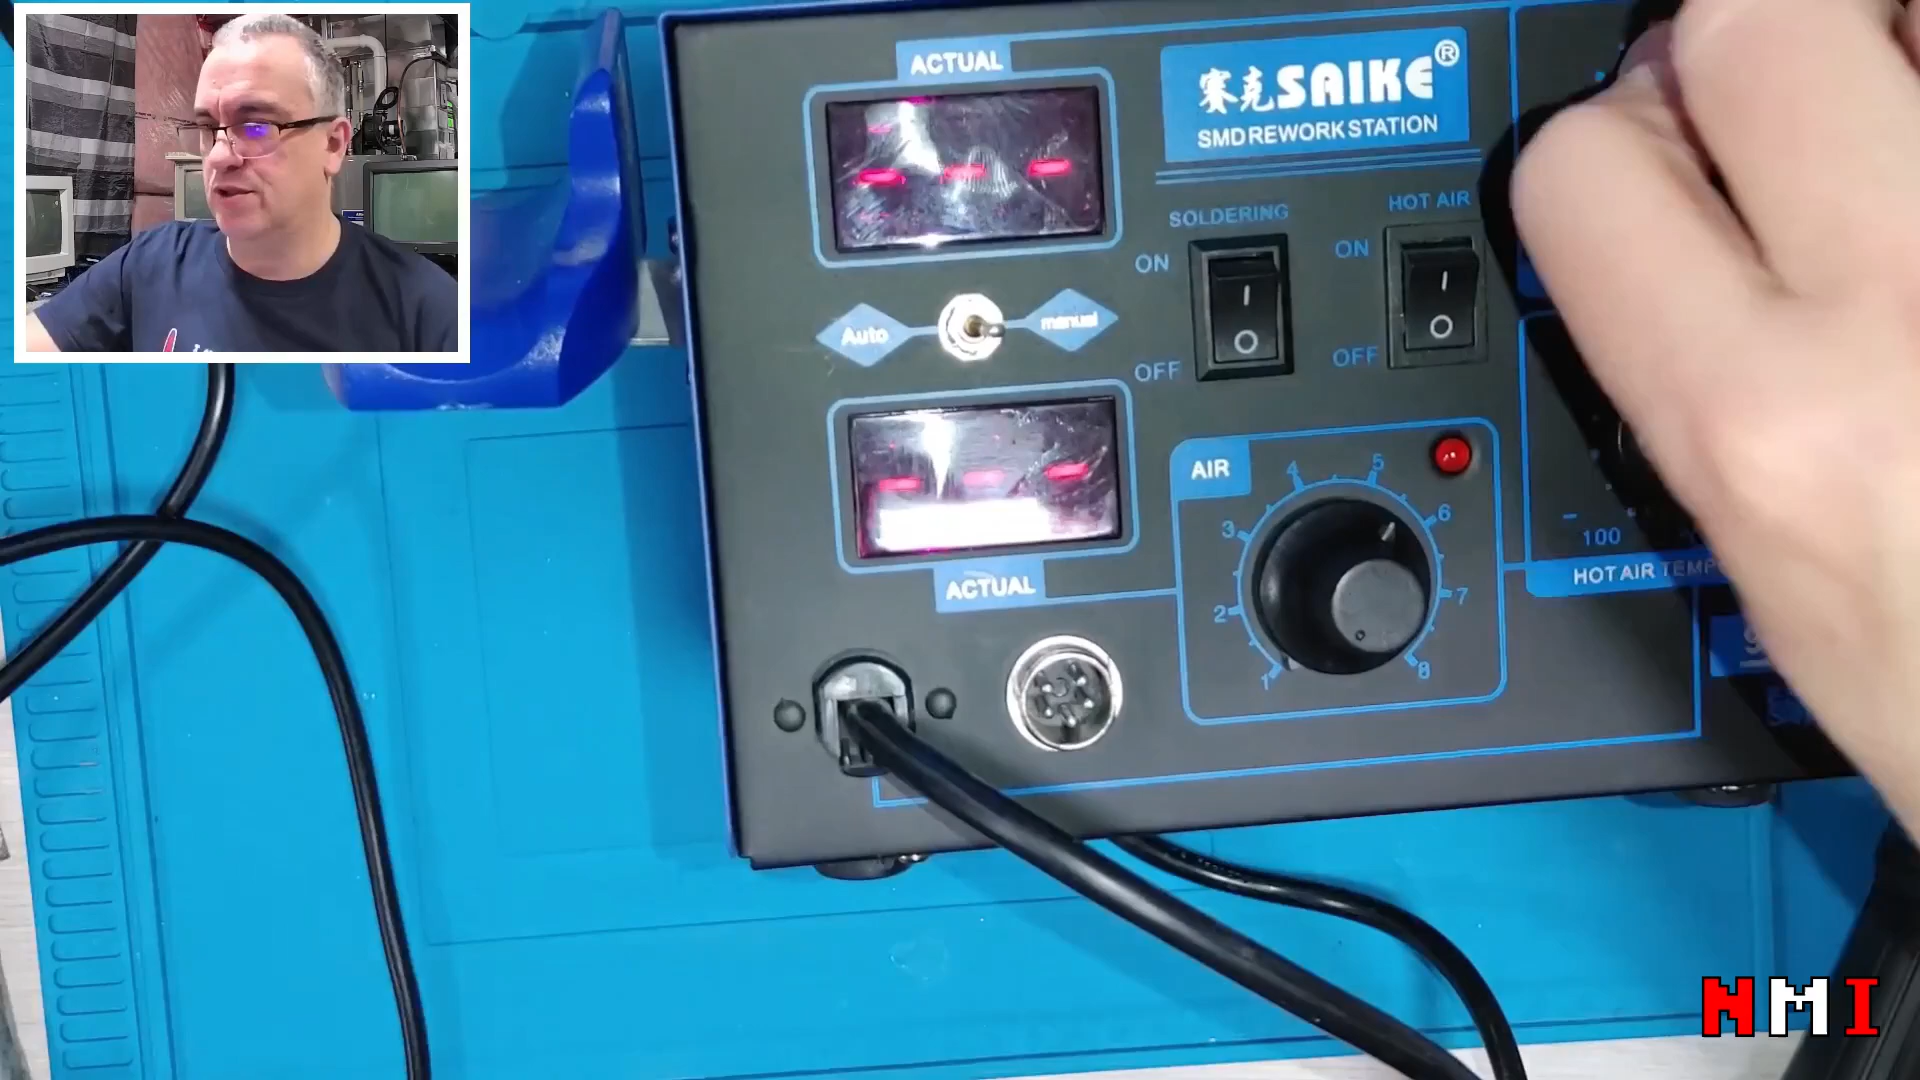 ACTUAL
赛克SAIKE®
SMD REWORK STATION
SOLDERING
HOT AIR
ON
ON
Auto
manual
OFF
OFF
AIR
1
2
3
4
5
6
7
8
100
HOT AIR
ACTUAL
NMI